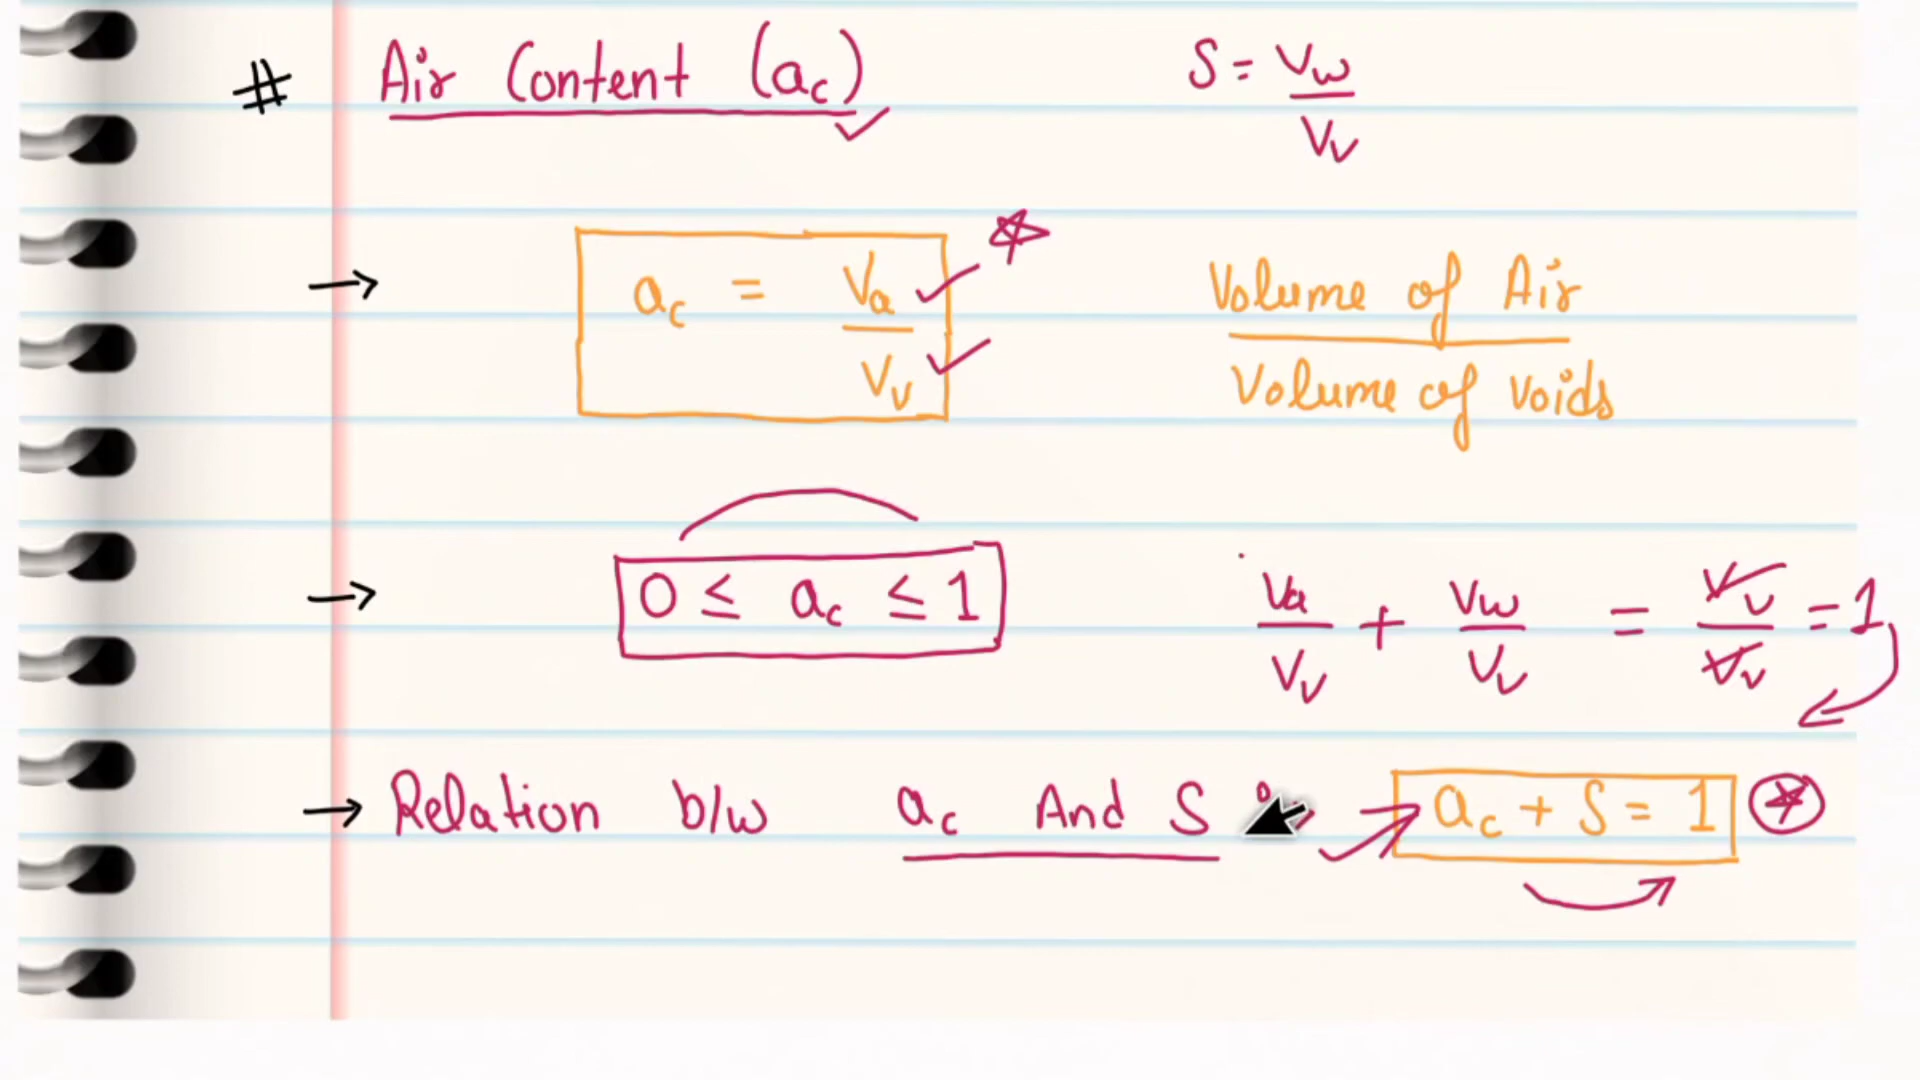 # Air Content (ac)
S = Vw / Vv
→ ac = Va / Vv
Volume of Air / Volume of voids
→ 0 ≤ ac ≤ 1
Va / Vv + Vw / Vv = Vv / Vv = 1
→ Relation b/w ac And S
ac + S = 1